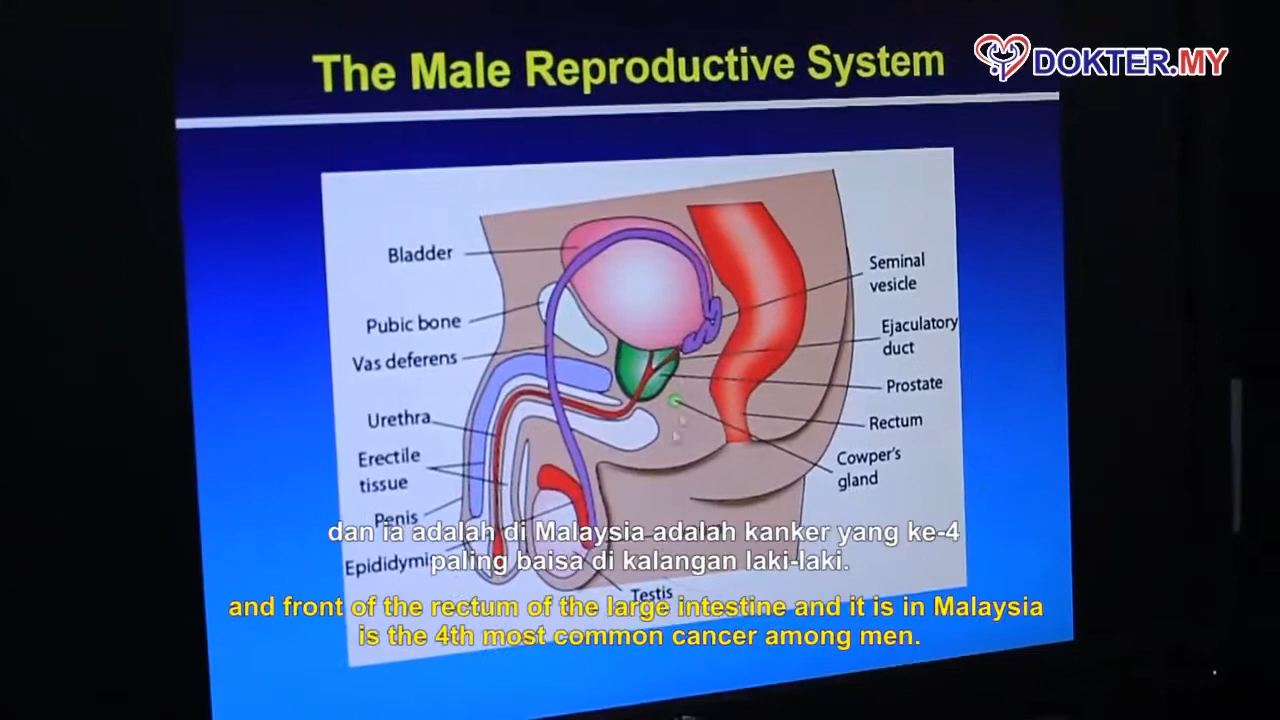 The Male Reproductive System
DOKTER.MY
Bladder
Pubic bone
Vas deferens
Urethra
Erectile
tissue
Penis
Epididymis
Seminal
vesicle
Ejaculatory
duct
Prostate
Rectum
Cowper's
gland
Testis
dan ia adalah di Malaysia adalah kanker yang ke-4
paling baisa di kalangan laki-laki.
and front of the rectum of the large intestine and it is in Malaysia
is the 4th most common cancer among men.